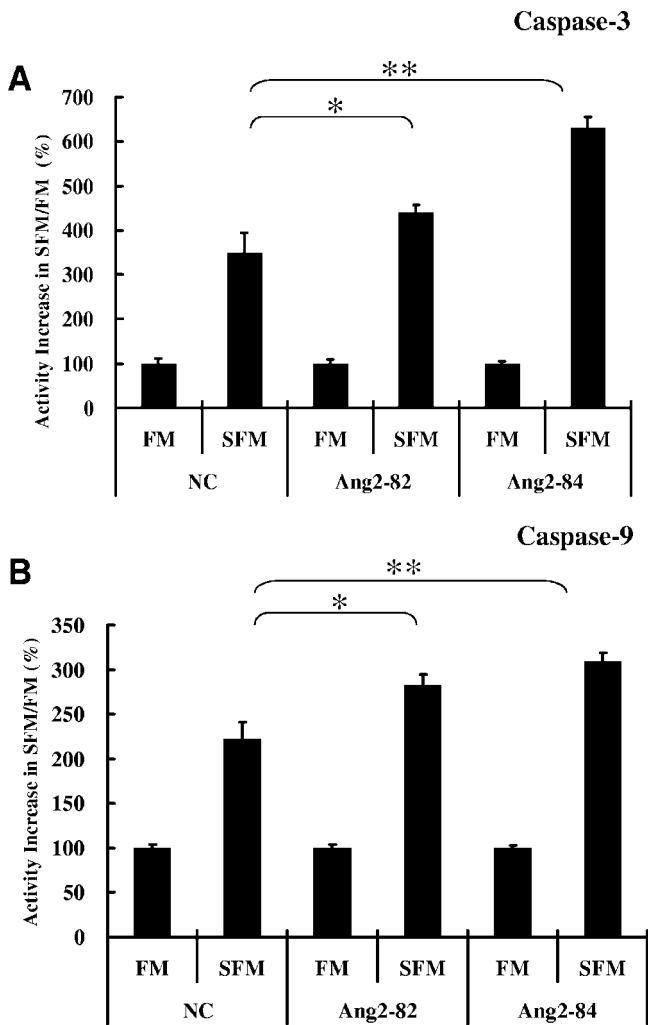 Caspase-3
A
**
*
Activity Increase in SFM/FM (%)
700
600
500
400
300
200
100
0
FM SFM FM SFM FM SFM
NC Ang2-82 Ang2-84
Caspase-9
B
**
*
Activity Increase in SFM/FM (%)
350
300
250
200
150
100
50
0
FM SFM FM SFM FM SFM
NC Ang2-82 Ang2-84